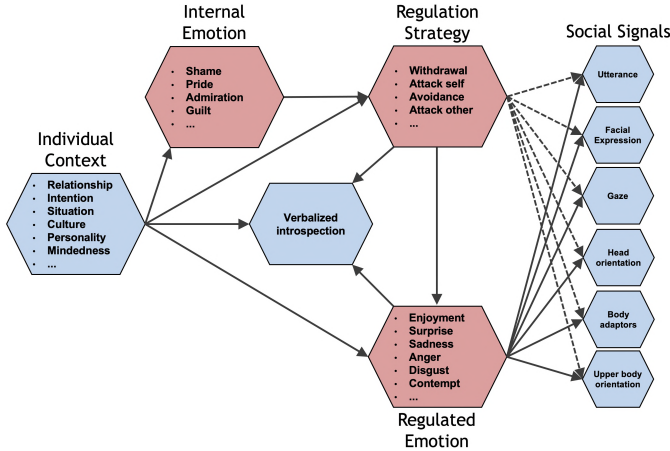 Internal
Emotion
• Shame
• Pride
• Admiration
• Guilt
• ...
Regulation
Strategy
• Withdrawal
• Attack self
• Avoidance
• Attack other
• ...
Social Signals
Utterance
Facial
Expression
Gaze
Head
orientation
Body
adaptors
Upper body
orientation
Individual
Context
• Relationship
• Intention
• Situation
• Culture
• Personality
• Mindedness
• ...
Verbalized
introspection
• Enjoyment
• Surprise
• Sadness
• Anger
• Disgust
• Contempt
• ...
Regulated
Emotion